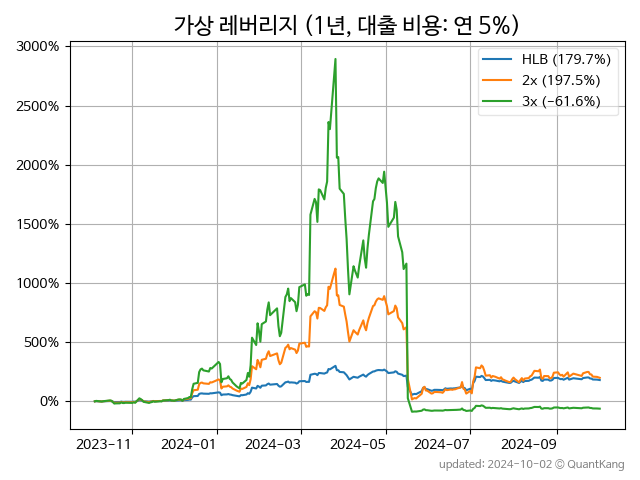 가상 레버리지 (1년, 대출 비용: 연 5%)
3000%
2500%
2000%
1500%
1000%
500%
0%
HLB (179.7%)
2x (197.5%)
3x (−61.6%)
2023-11
2024-01
2024-03
2024-05
2024-07
2024-09
updated: 2024-10-02 © QuantKang